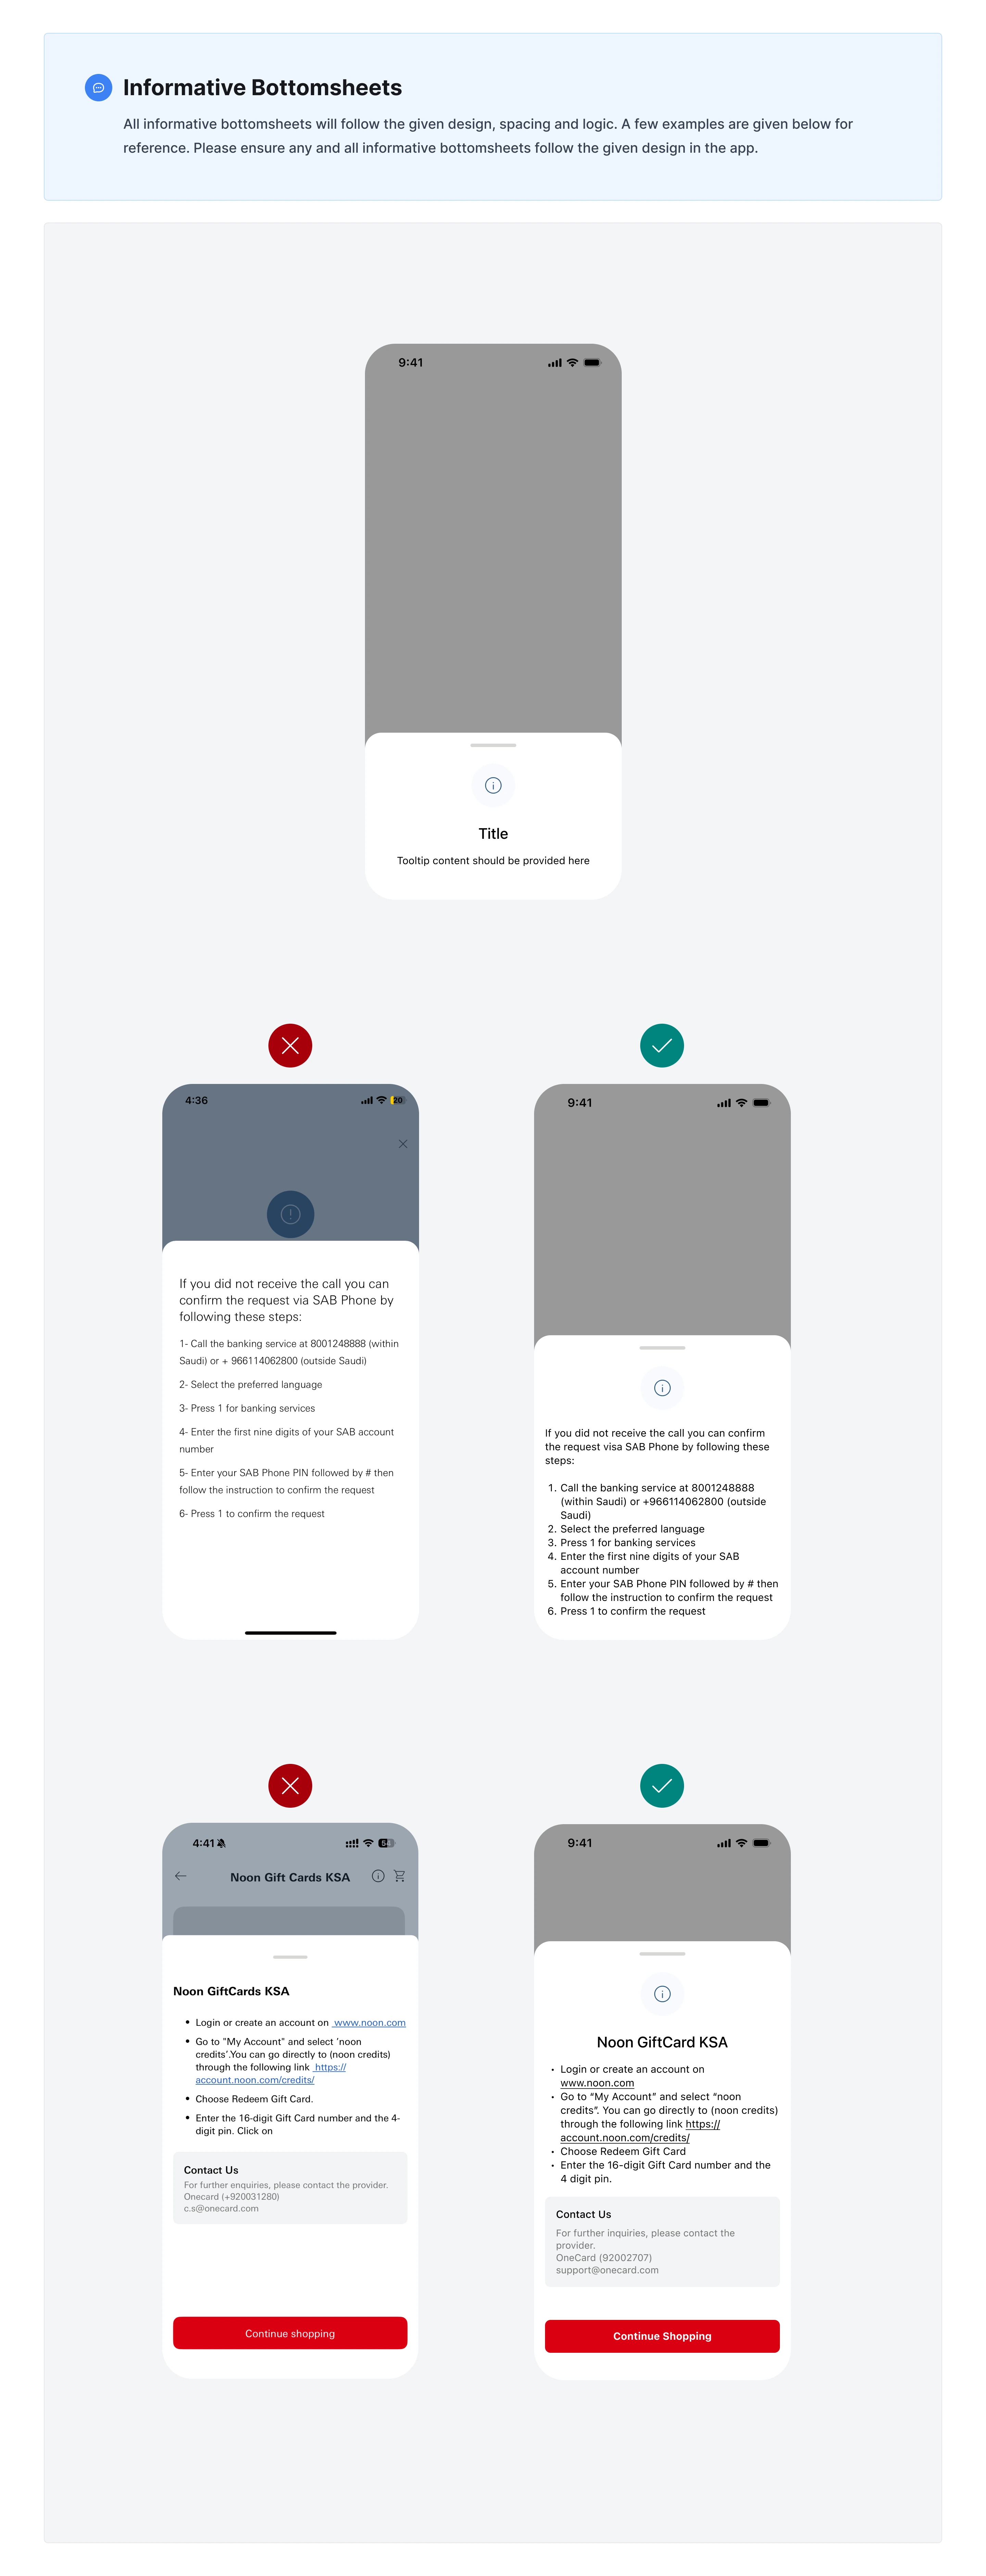 Informative Bottomsheets
All informative bottomsheets will follow the given design, spacing and logic. A few examples are given below for
reference. Please ensure any and all informative bottomsheets follow the given design in the app.
9:41
Title
Tooltip content should be provided here
4:36
20
If you did not receive the call you can
confirm the request via SAB Phone by
following these steps:
1- Call the banking service at 8001248888 (within
Saudi) or + 966114062800 (outside Saudi)
2- Select the preferred language
3- Press 1 for banking services
4- Enter the first nine digits of your SAB account
number
5- Enter your SAB Phone PIN followed by # then
follow the instruction to confirm the request
6- Press 1 to confirm the request
9:41
If you did not receive the call you can confirm
the request visa SAB Phone by following these
steps:
1. Call the banking service at 8001248888
(within Saudi) or +966114062800 (outside
Saudi)
2. Select the preferred language
3. Press 1 for banking services
4. Enter the first nine digits of your SAB
account number
5. Enter your SAB Phone PIN followed by # then
follow the instruction to confirm the request
6. Press 1 to confirm the request
4:41
Noon Gift Cards KSA
Noon GiftCards KSA
• Login or create an account on www.noon.com
• Go to "My Account" and select 'noon
credits'.You can go directly to (noon credits)
through the following link https://
account.noon.com/credits/
• Choose Redeem Gift Card.
• Enter the 16-digit Gift Card number and the 4-
digit pin. Click on
Contact Us
For further enquiries, please contact the provider.
Onecard (+920031280)
c.s@onecard.com
Continue shopping
9:41
Noon GiftCard KSA
• Login or create an account on
www.noon.com
• Go to “My Account” and select “noon
credits”. You can go directly to (noon credits)
through the following link https://
account.noon.com/credits/
• Choose Redeem Gift Card
• Enter the 16-digit Gift Card number and the
4 digit pin.
Contact Us
For further inquiries, please contact the
provider.
OneCard (92002707)
support@onecard.com
Continue Shopping